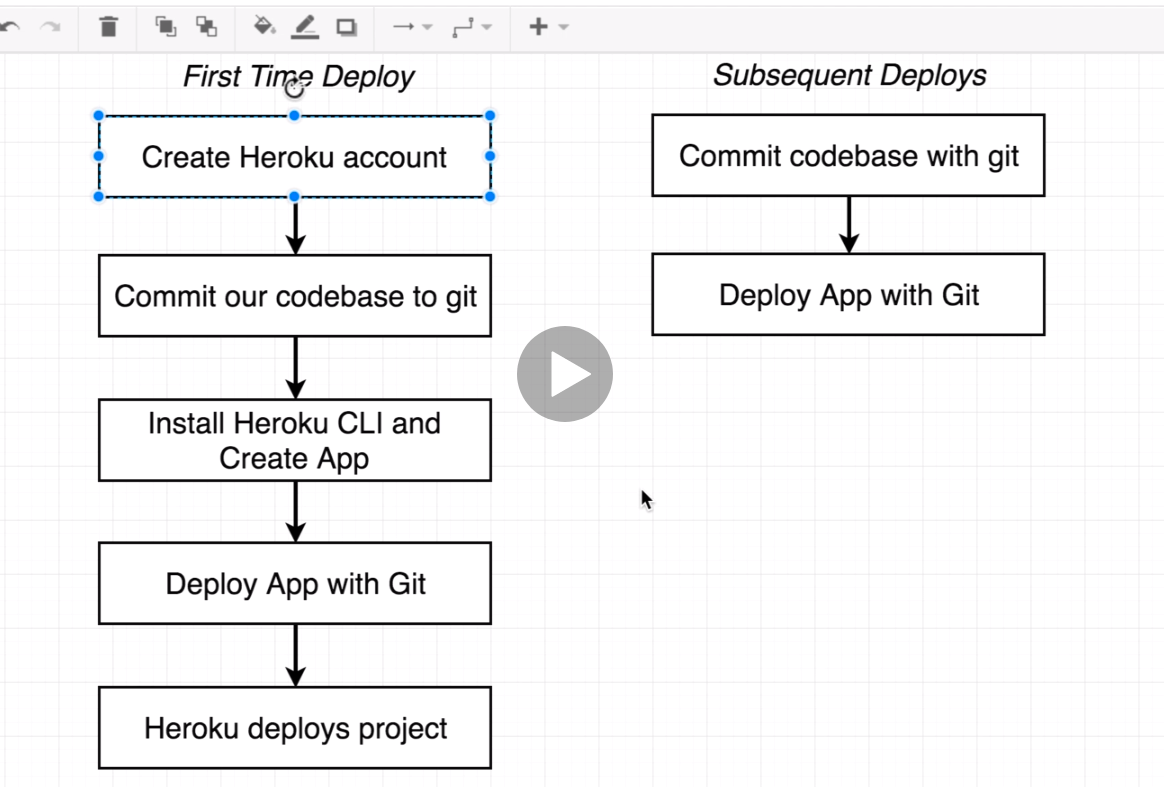 First Time Deploy
Create Heroku account
Commit our codebase to git
Install Heroku CLI and
Create App
Deploy App with Git
Heroku deploys project
Subsequent Deploys
Commit codebase with git
Deploy App with Git